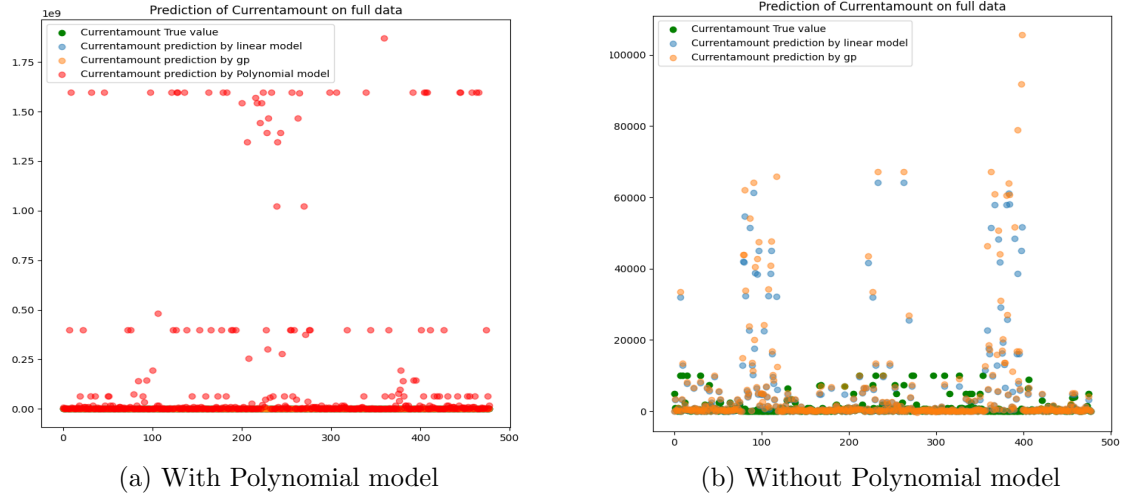 Prediction of Currentamount on full data
1e9
Currentamount True value
Currentamount prediction by linear model
Currentamount prediction by gp
Currentamount prediction by Polynomial model
1.75
1.50
1.25
1.00
0.75
0.50
0.25
0.00
0 100 200 300 400 500
(a) With Polynomial model
Prediction of Currentamount on full data
Currentamount True value
Currentamount prediction by linear model
Currentamount prediction by gp
100000
80000
60000
40000
20000
0
0 100 200 300 400 500
(b) Without Polynomial model